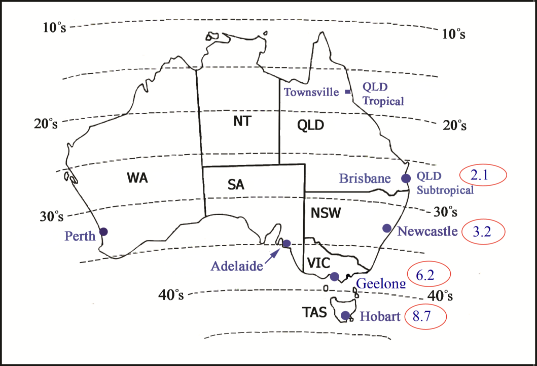 10°s
10°s
Townsville
QLD
Tropical
20°s
NT
QLD
20°s
WA
SA
Brisbane
QLD
Subtropical
2.1
30°s
NSW
30°s
Perth
Newcastle
3.2
Adelaide
VIC
Geelong
6.2
40°s
40°s
TAS
Hobart
8.7